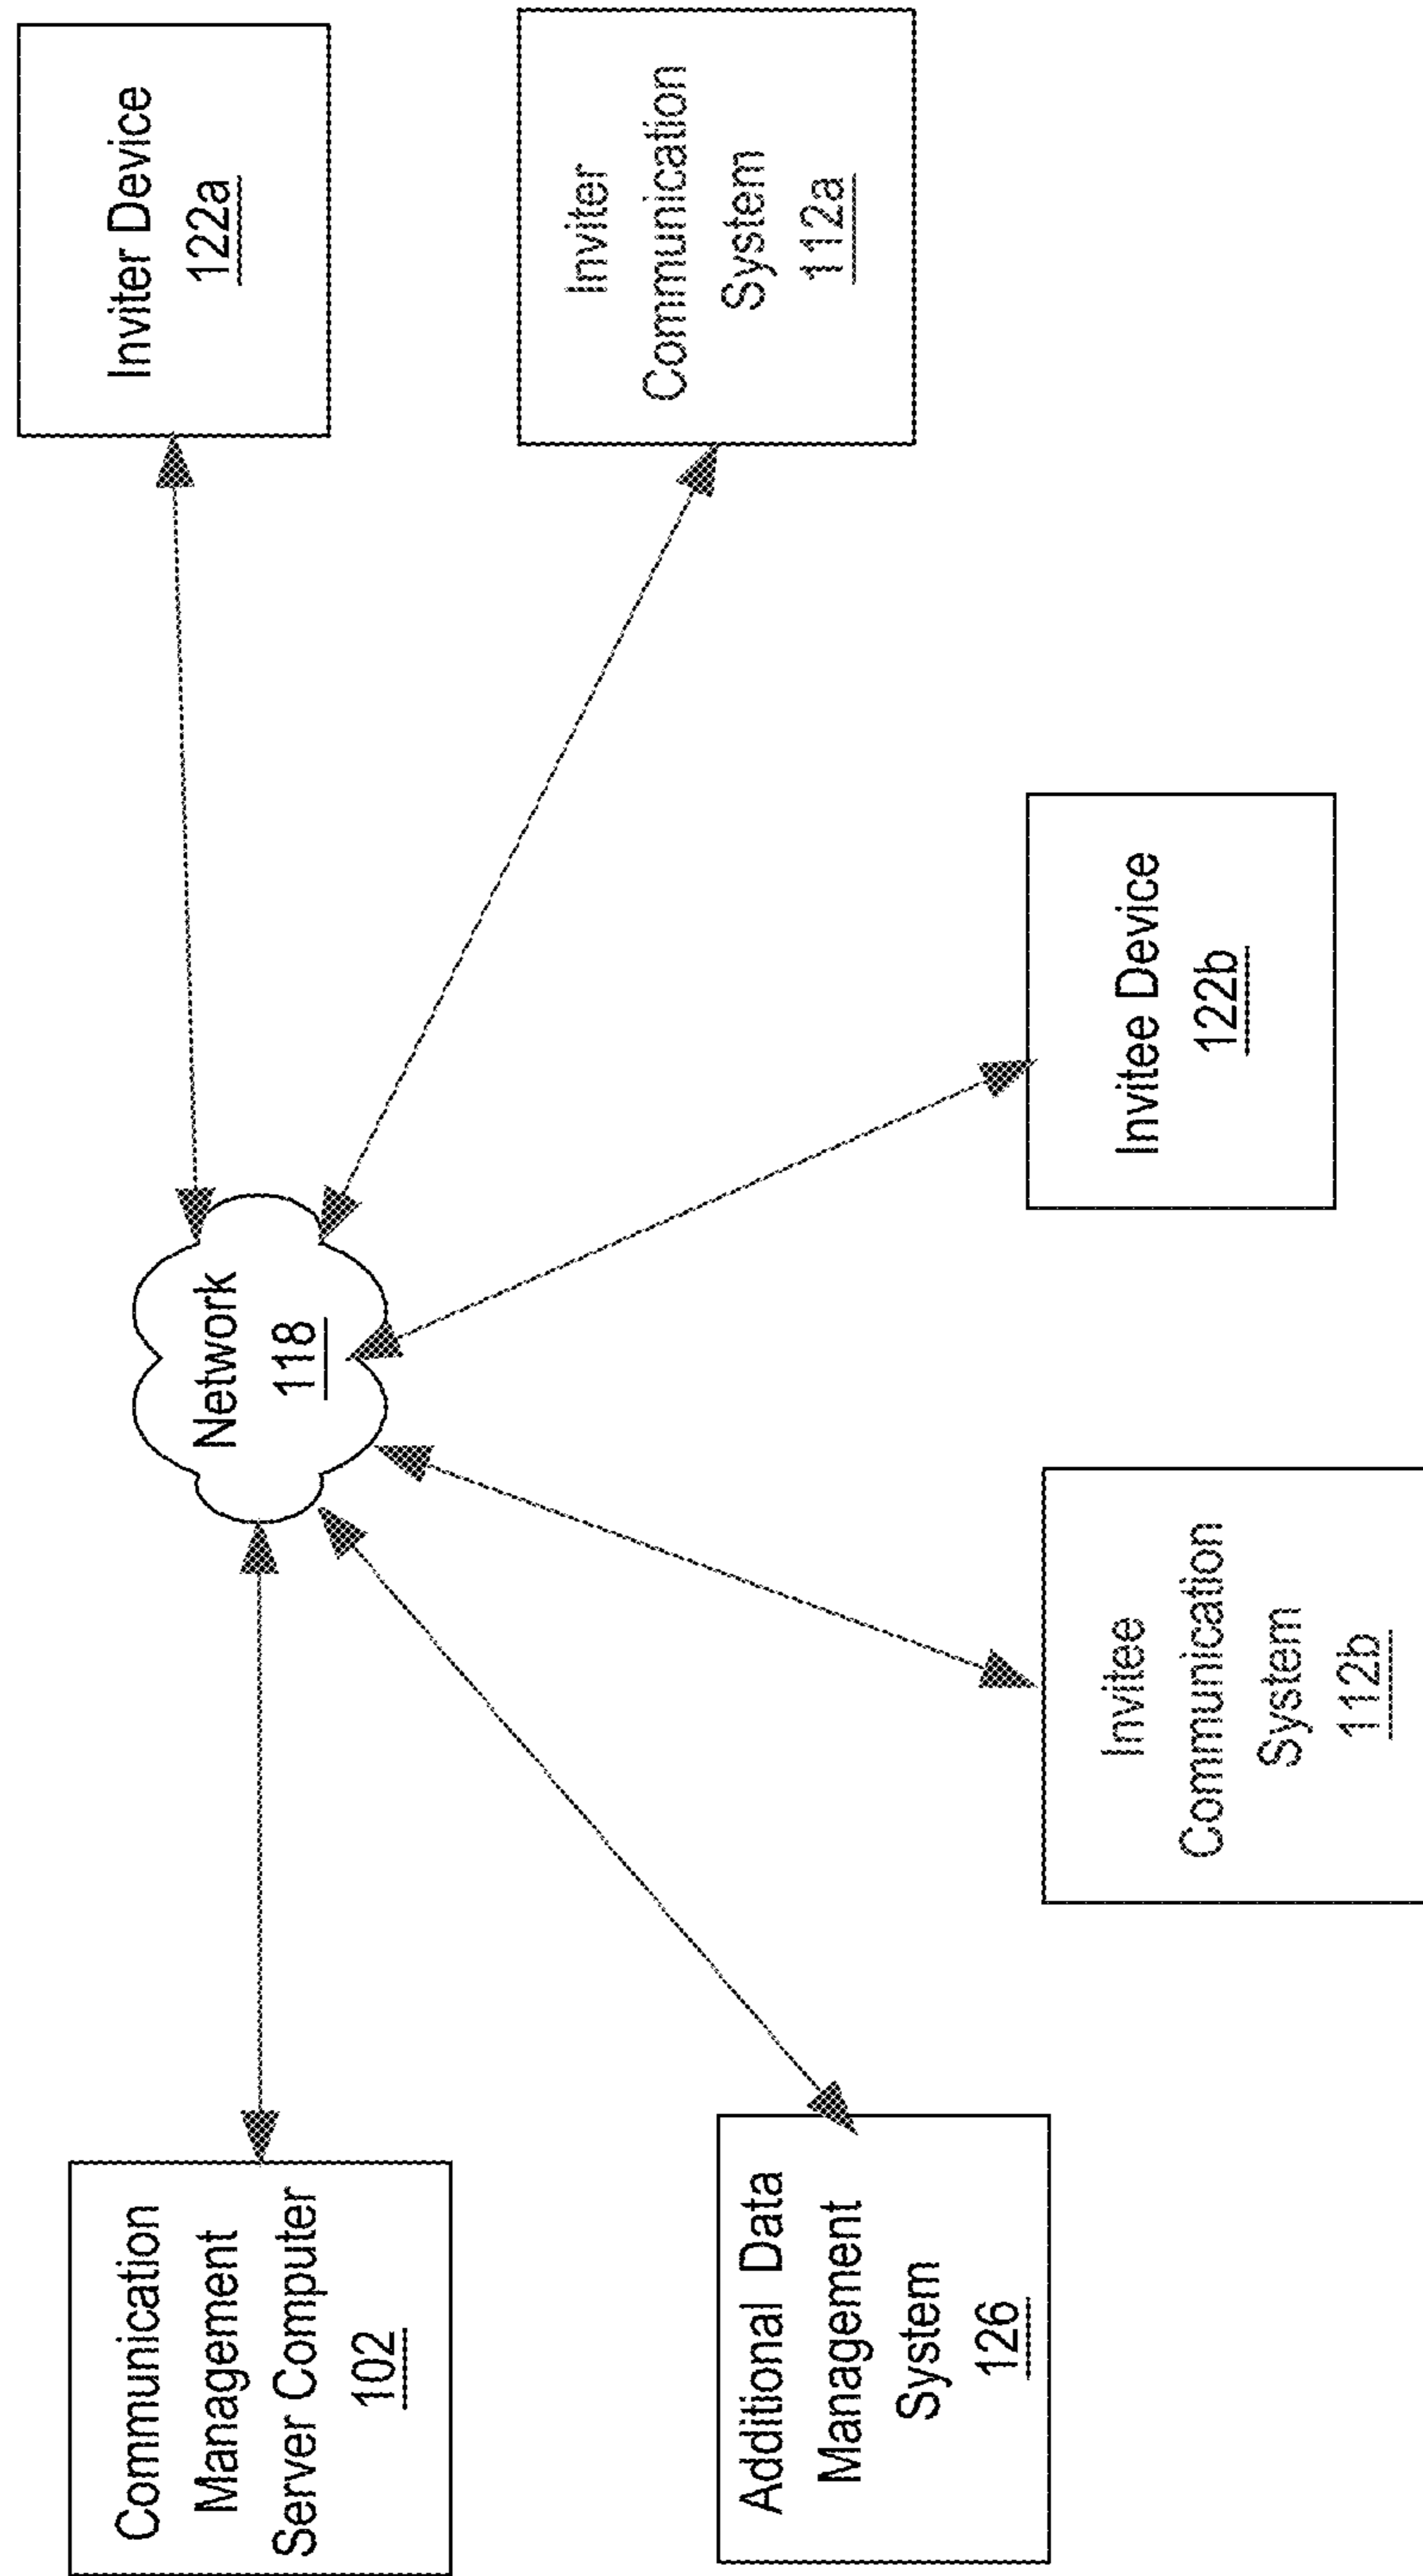 Communication
Management
Server Computer
102
Network
118
Inviter Device
122a
Additional Data
Management
System
126
Inviter
Communication
System
112a
Invitee
Communication
System
112b
Invitee Device
122b